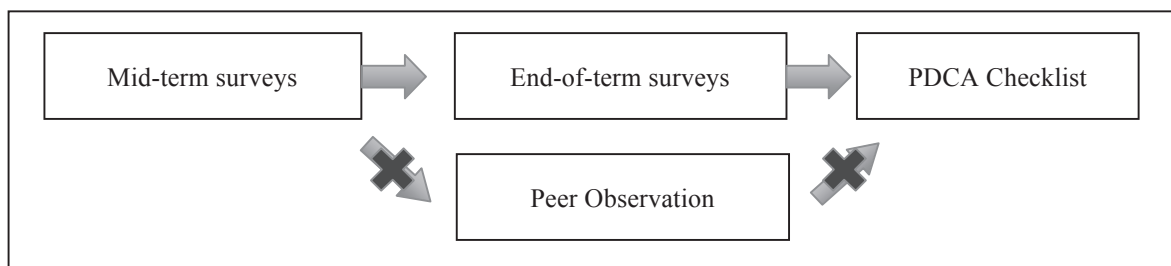 Mid-term surveys
End-of-term surveys
PDCA Checklist
Peer Observation